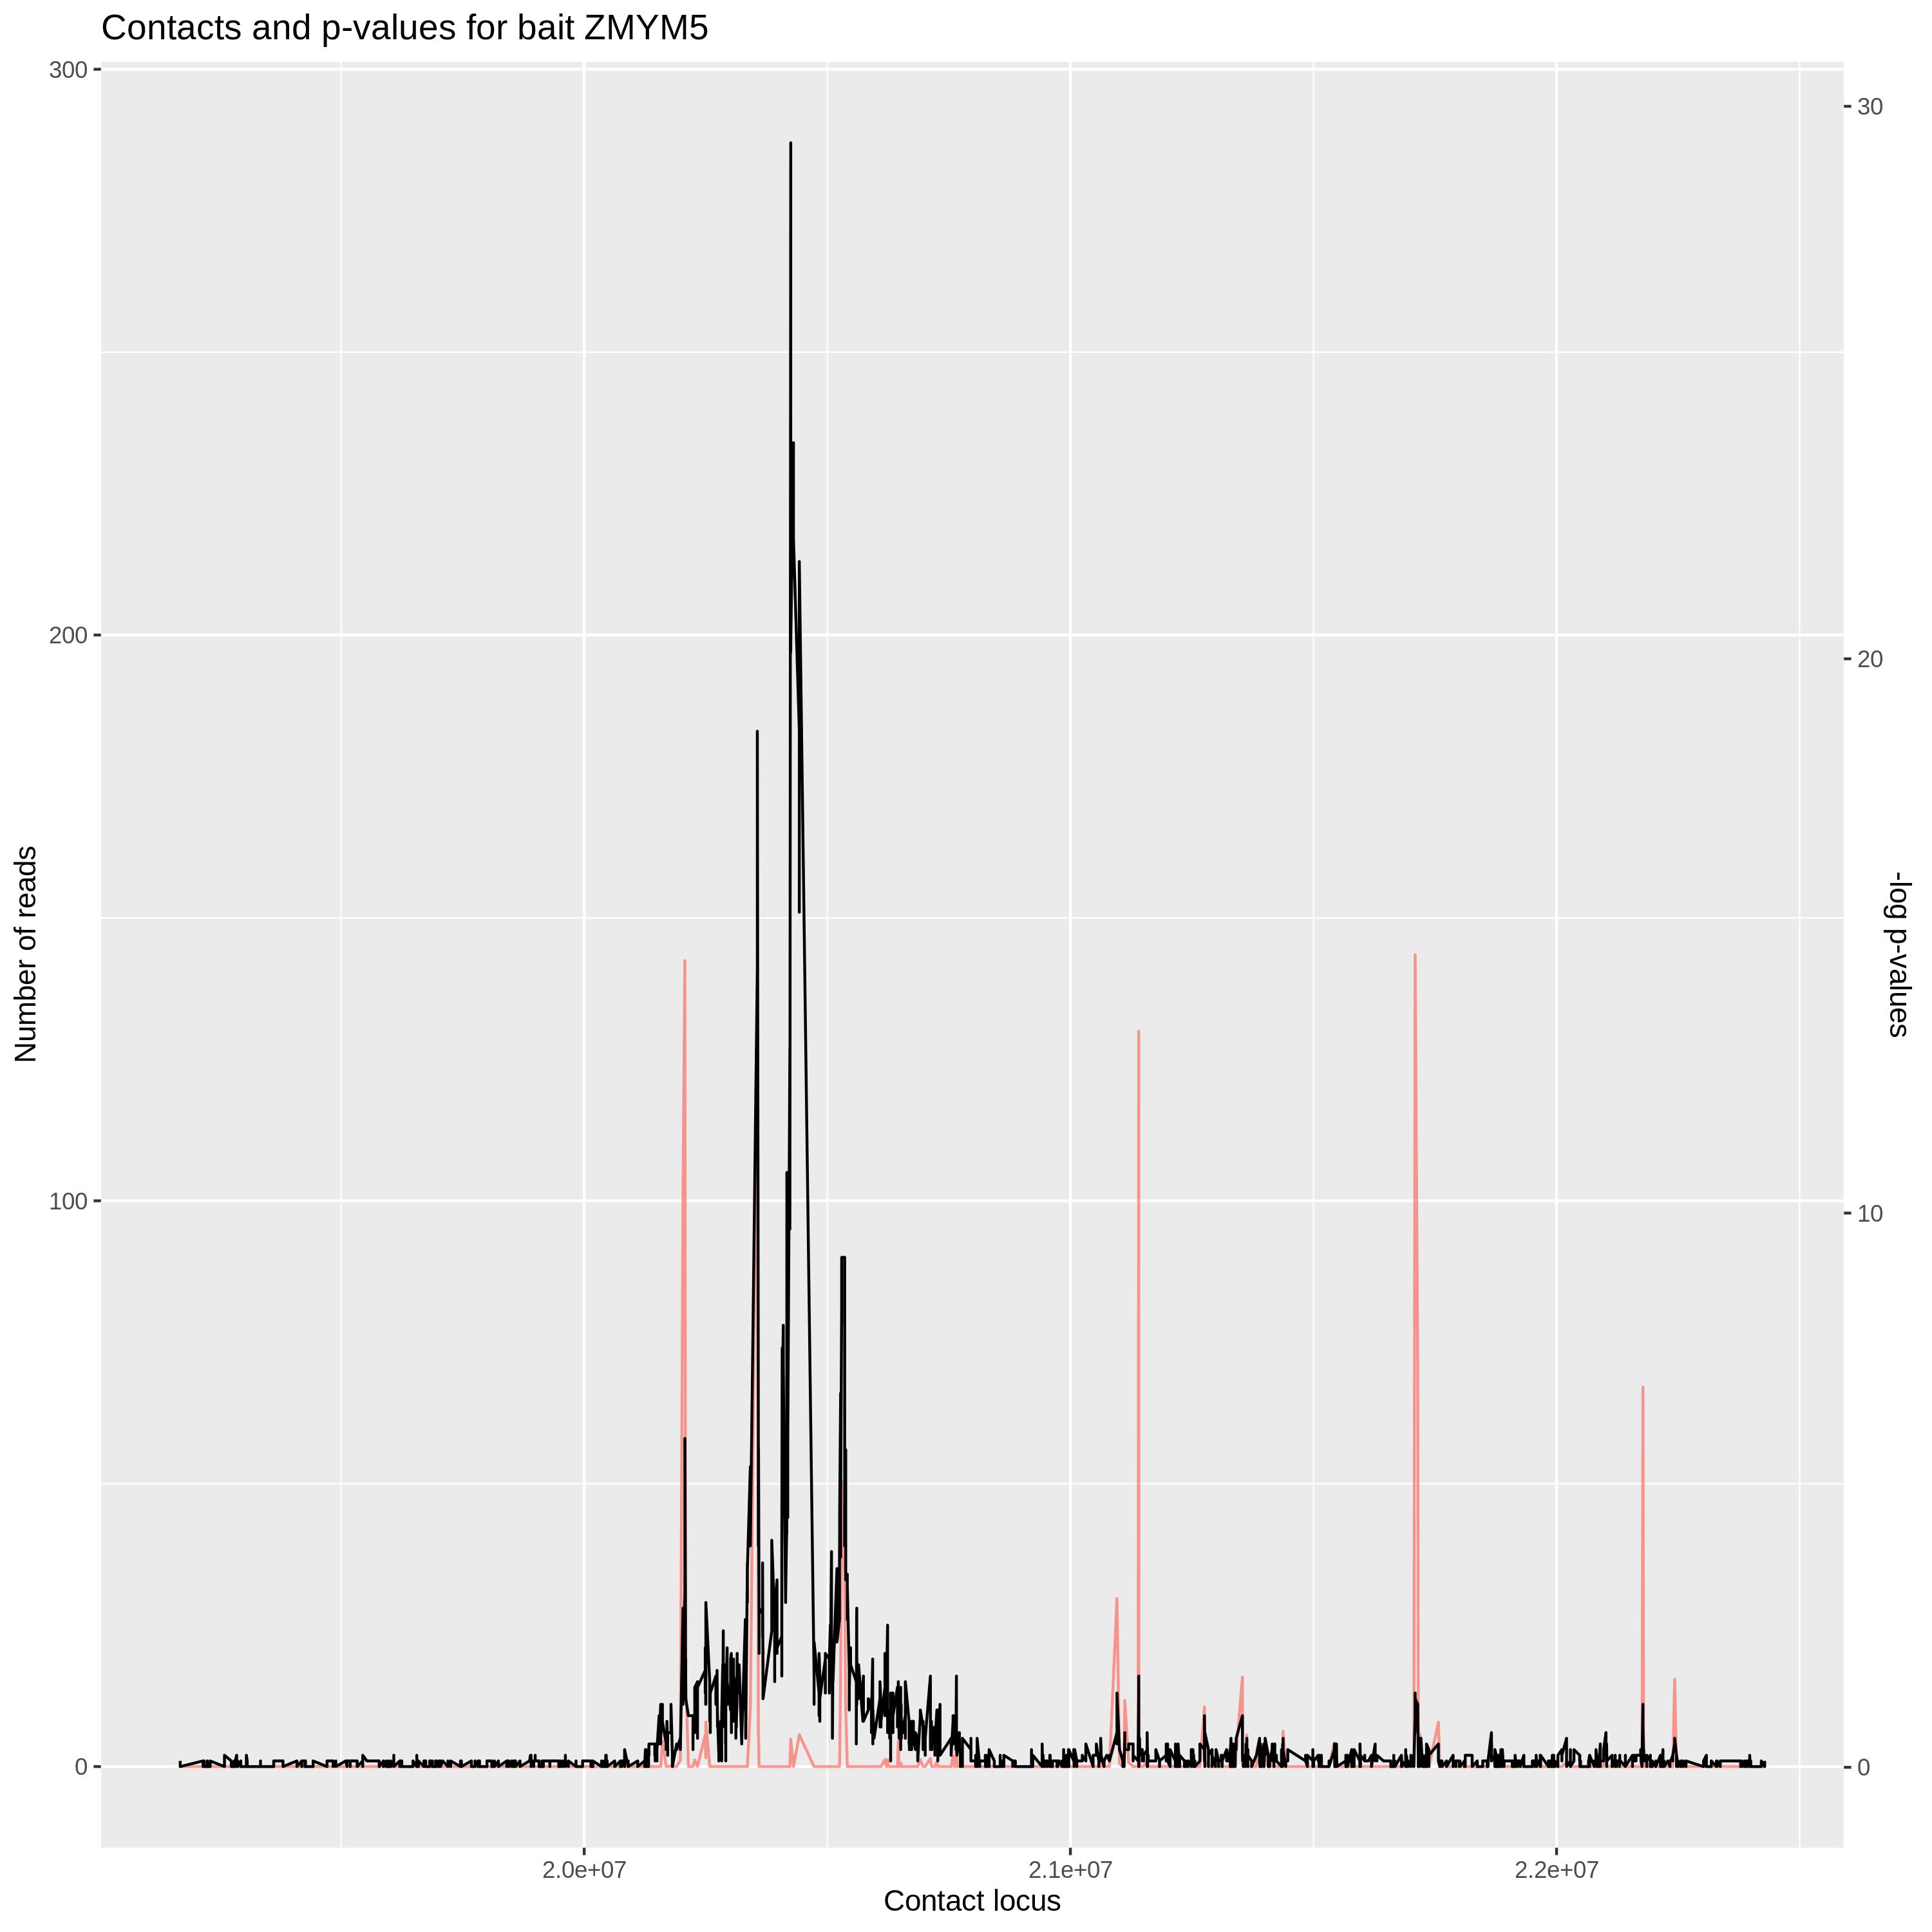 Contacts and p-values for bait ZMYM5
300
200
100
0
Number of reads
30
20
10
0
-log p-values
2.0e+07
2.1e+07
2.2e+07
Contact locus